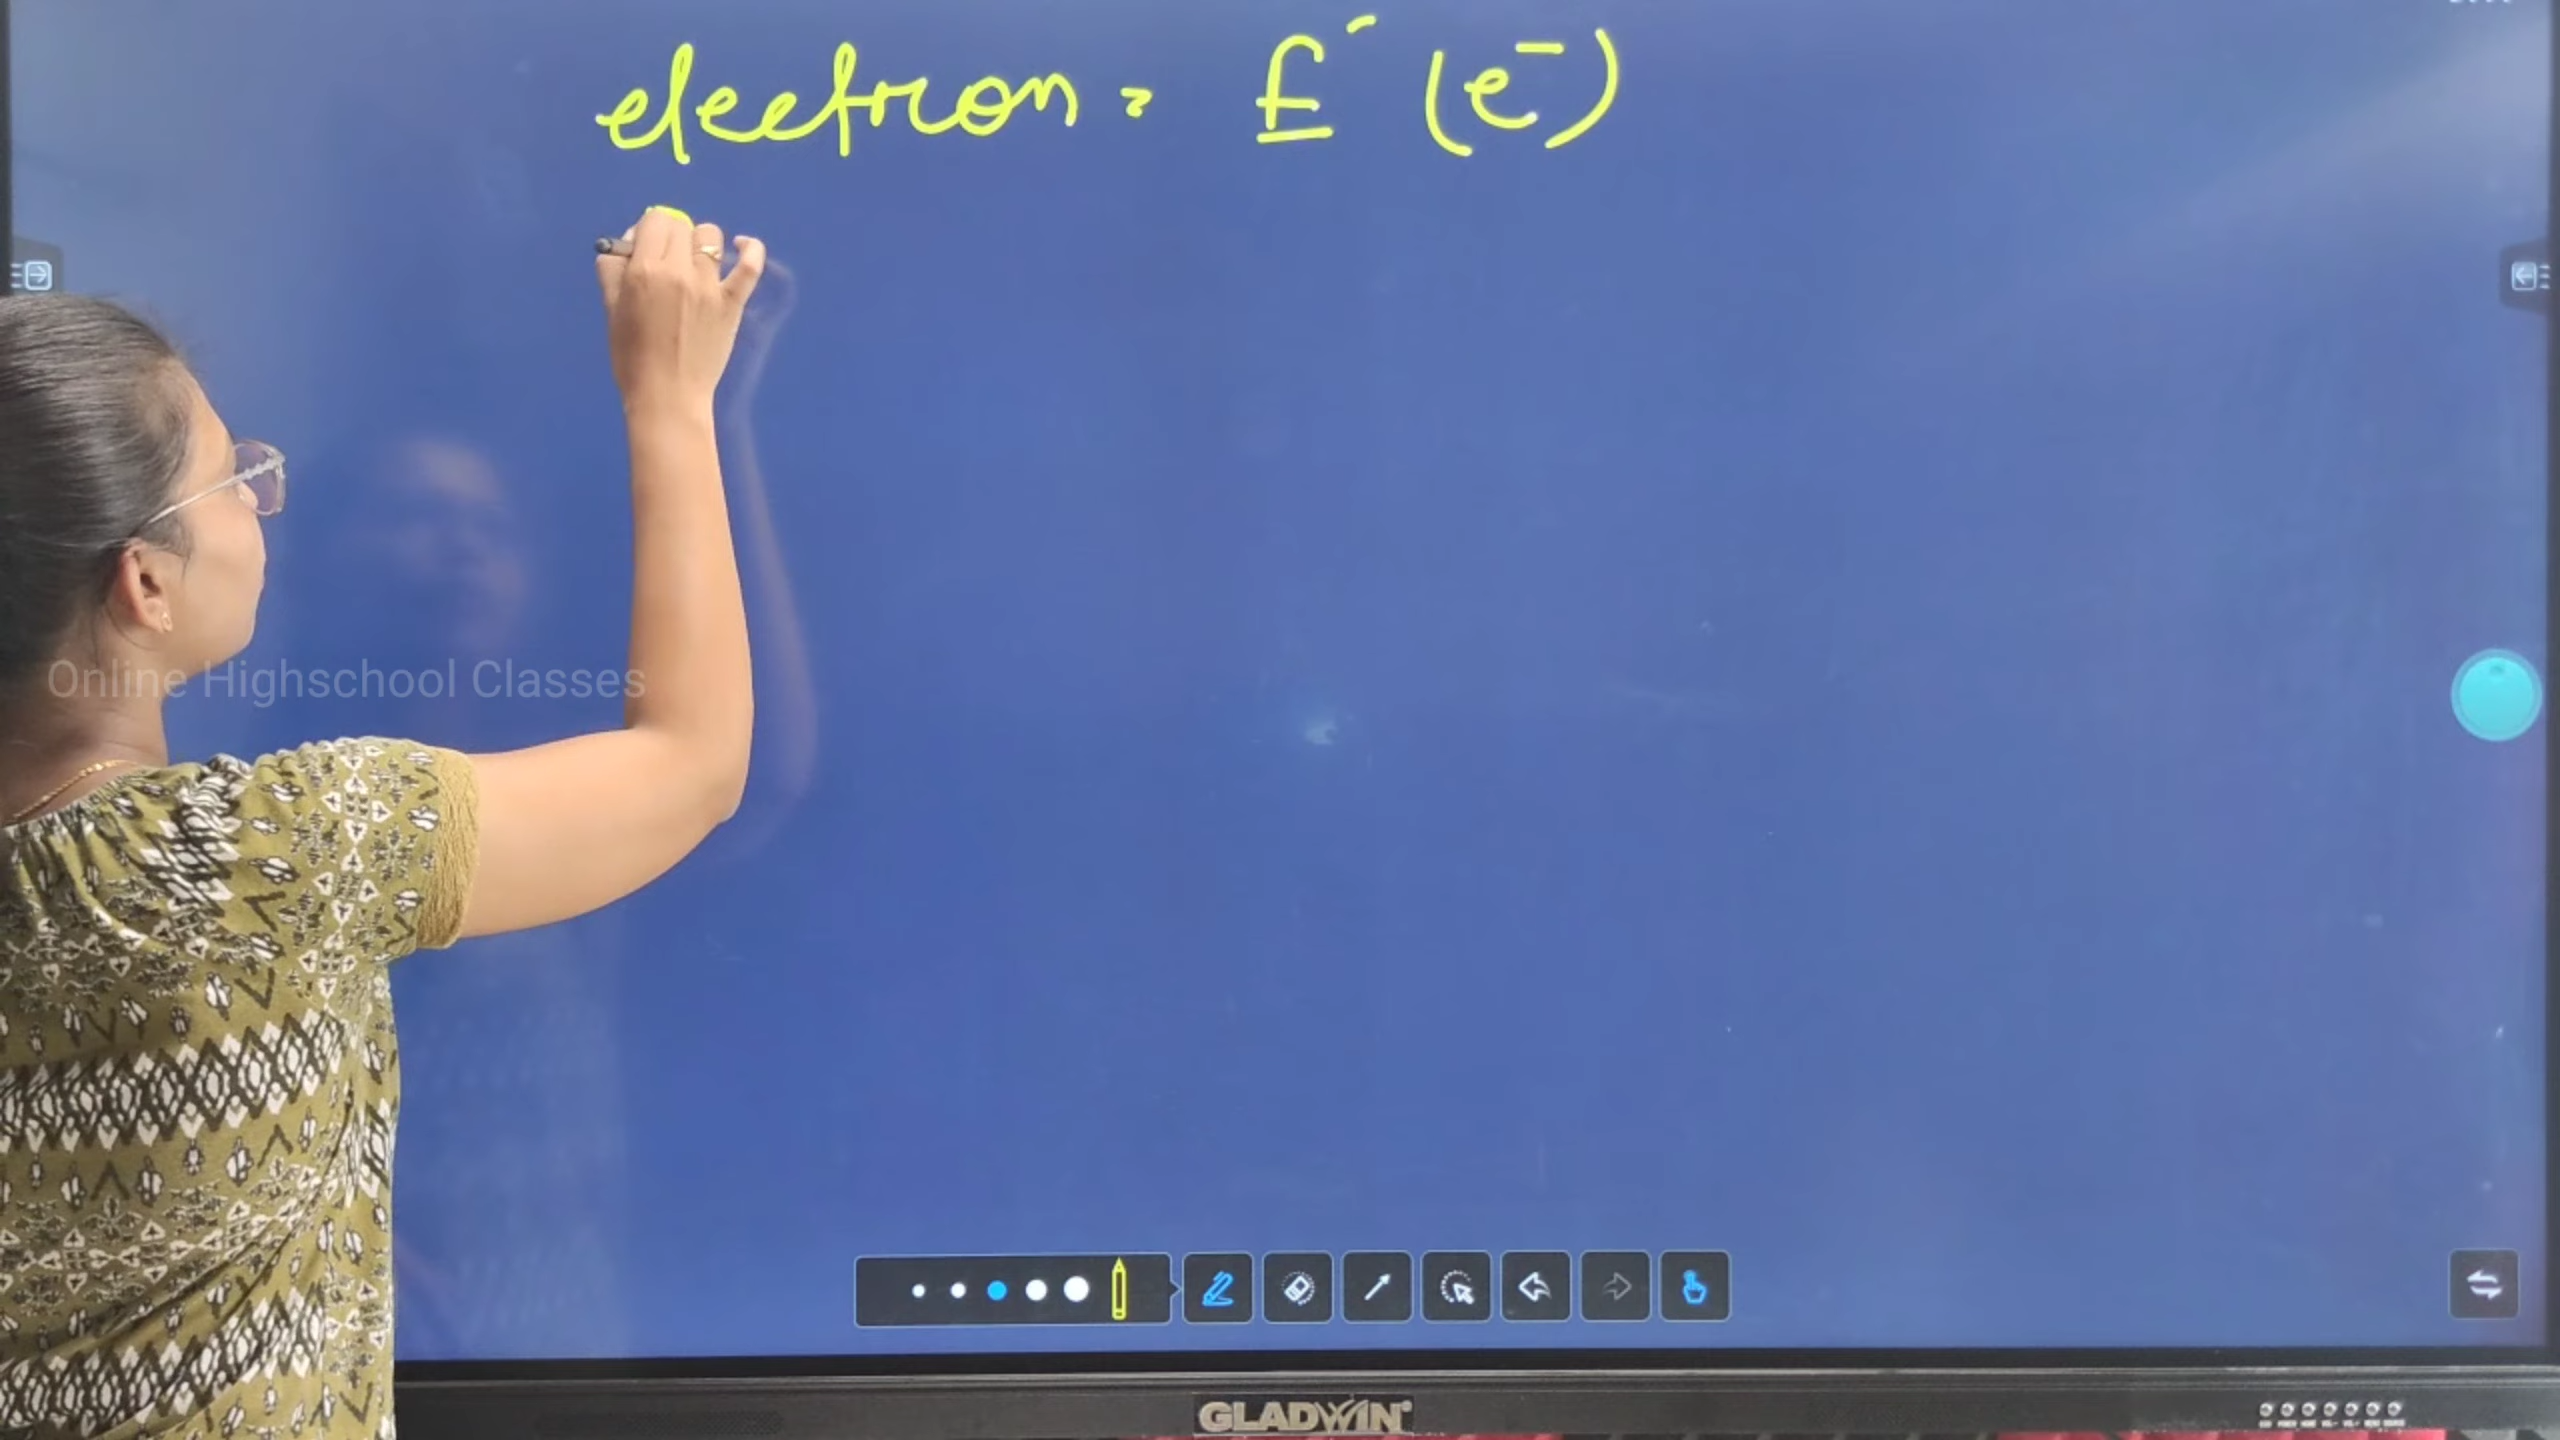 electron = E⁻ (e⁻)
Online Highschool Classes
GLADWIN